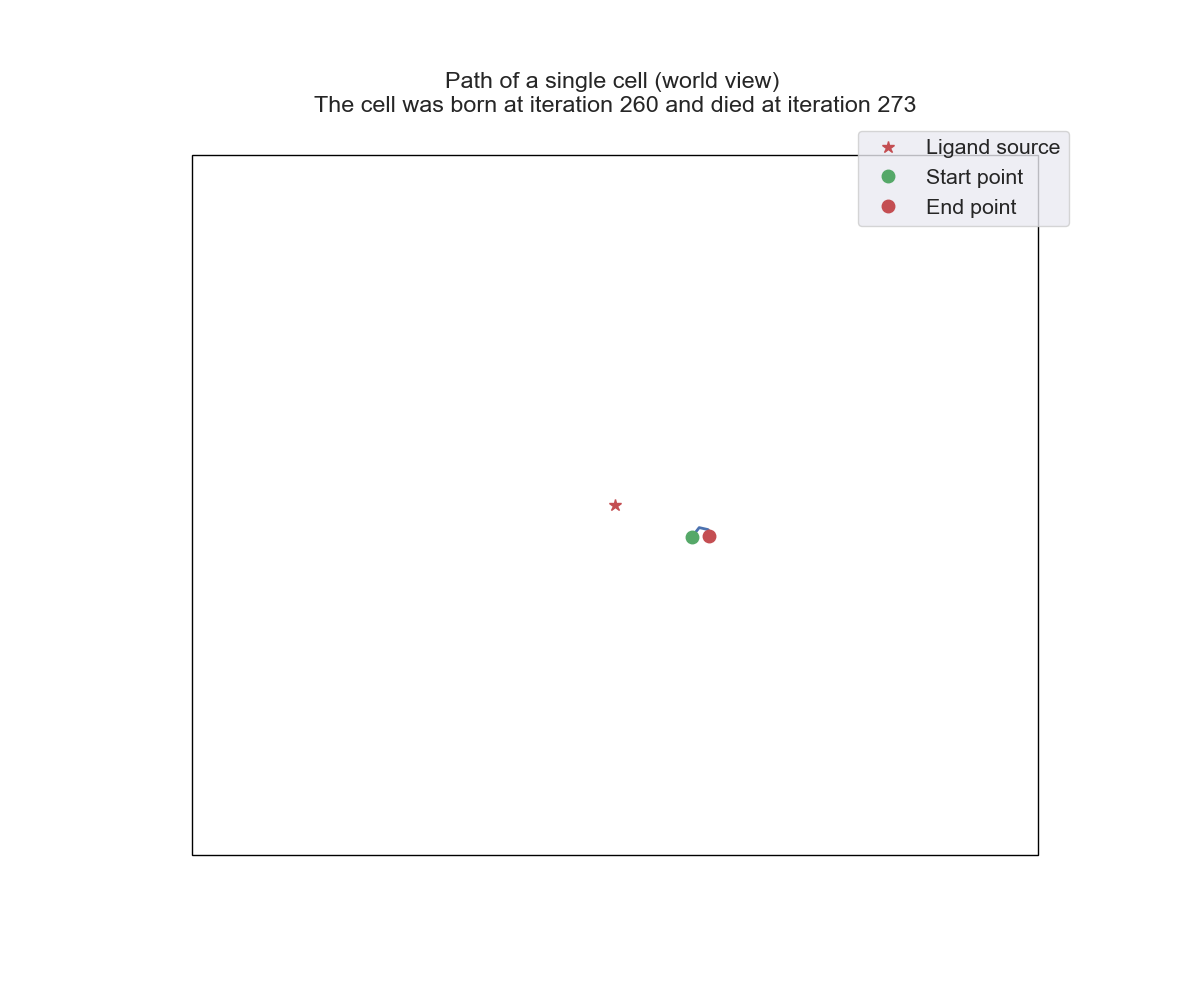 Path of a single cell (world view)
The cell was born at iteration 260 and died at iteration 273
Ligand source
Start point
End point